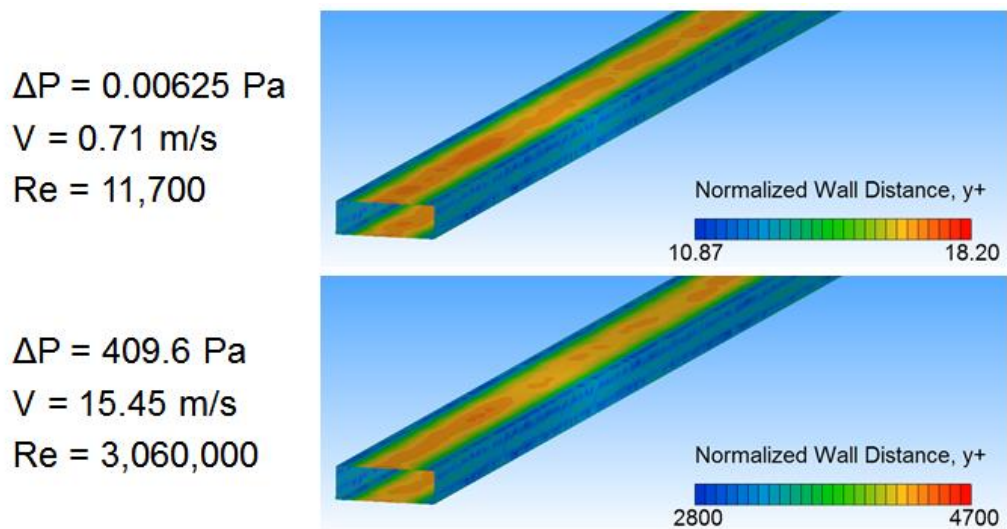 ΔP = 0.00625 Pa
V = 0.71 m/s
Re = 11,700
Normalized Wall Distance, y+
10.87 18.20
ΔP = 409.6 Pa
V = 15.45 m/s
Re = 3,060,000
Normalized Wall Distance, y+
2800 4700